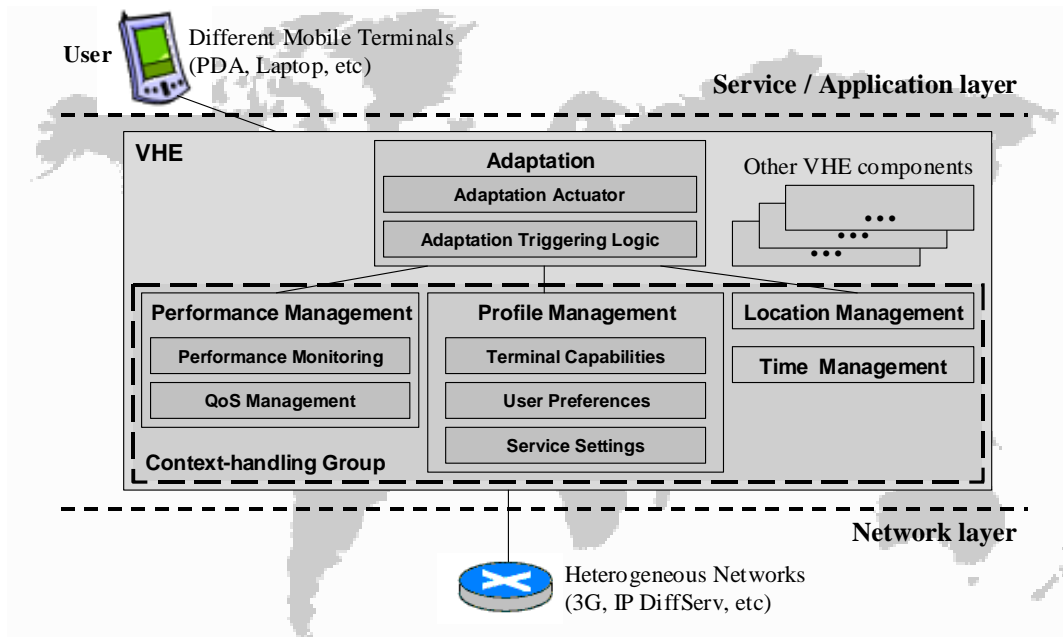 User
Different Mobile Terminals
(PDA, Laptop, etc)
Service / Application layer
VHE
Adaptation
Adaptation Actuator
Adaptation Triggering Logic
Other VHE components
•••
•••
•••
Performance Management
Performance Monitoring
QoS Management
Profile Management
Terminal Capabilities
User Preferences
Service Settings
Location Management
Time Management
Context-handling Group
Network layer
Heterogeneous Networks
(3G, IP DiffServ, etc)